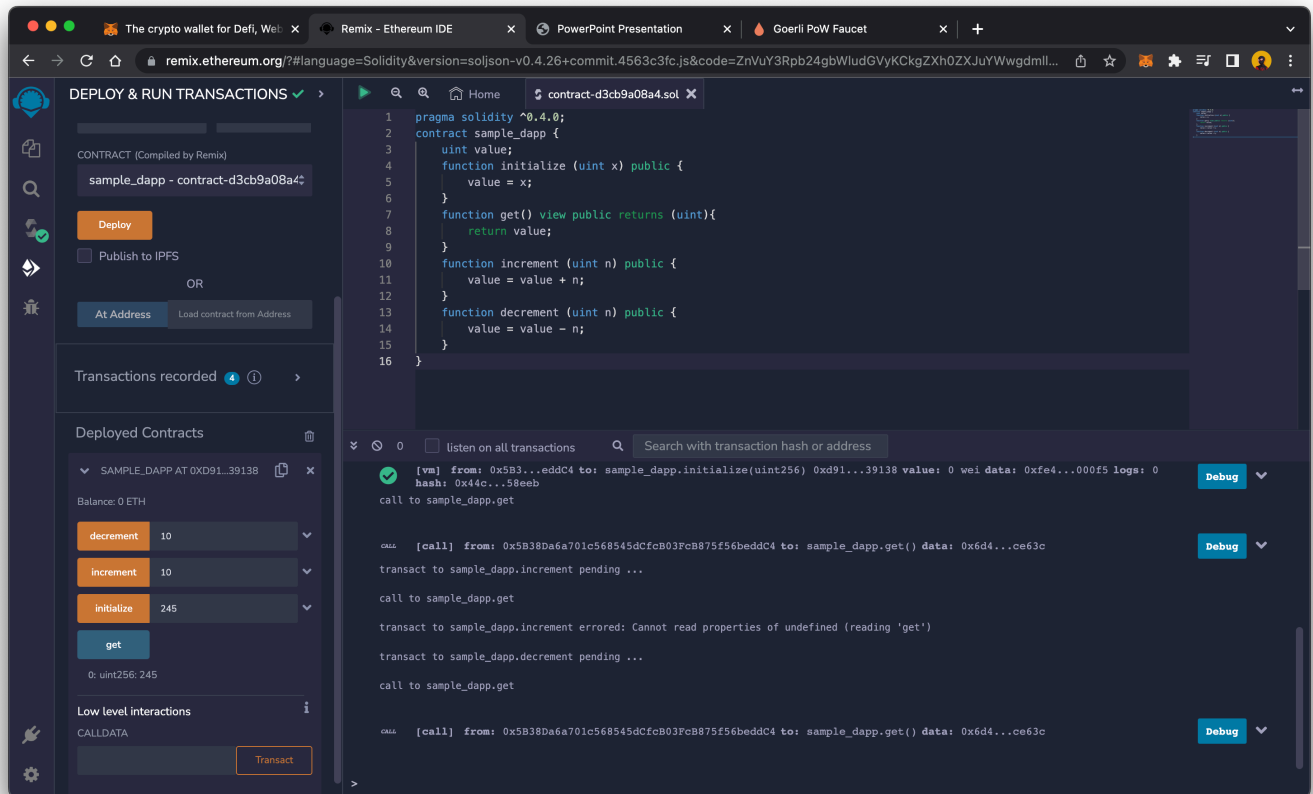 The crypto wallet for Defi, Web
Remix - Ethereum IDE
PowerPoint Presentation
Goerli PoW Faucet
remix.ethereum.org/?#language=Solidity&version=soljson-v0.4.26+commit.4563c3fc.js&code=ZnVuY3Rpb24gbWludGVyKCkgZXh0ZXJuYWwgdmll...
DEPLOY & RUN TRANSACTIONS
CONTRACT (Compiled by Remix)
sample_dapp - contract-d3cb9a08a4
Deploy
Publish to IPFS
OR
At Address
Load contract from Address
Transactions recorded 4 i
Deployed Contracts
SAMPLE_DAPP AT 0XD91...39138
Balance: 0 ETH
decrement 10
increment 10
initialize 245
get
0: uint256: 245
Low level interactions i
CALLDATA
Transact
Home
contract-d3cb9a08a4.sol
1 pragma solidity ^0.4.0;
2 contract sample_dapp {
3 uint value;
4 function initialize (uint x) public {
5 value = x;
6 }
7 function get() view public returns (uint){
8 return value;
9 }
10 function increment (uint n) public {
11 value = value + n;
12 }
13 function decrement (uint n) public {
14 value = value - n;
15 }
16 }
0 listen on all transactions
Search with transaction hash or address
[vm] from: 0x5B3...eddC4 to: sample_dapp.initialize(uint256) 0xd91...39138 value: 0 wei data: 0xfe4...000f5 logs: 0
hash: 0x44c...58eeb
Debug
call to sample_dapp.get
CALL [call] from: 0x5B38Da6a701c568545dCfcB03FcB875f56beddC4 to: sample_dapp.get() data: 0x6d4...ce63c
Debug
transact to sample_dapp.increment pending ...
call to sample_dapp.get
transact to sample_dapp.increment errored: Cannot read properties of undefined (reading 'get')
transact to sample_dapp.decrement pending ...
call to sample_dapp.get
CALL [call] from: 0x5B38Da6a701c568545dCfcB03FcB875f56beddC4 to: sample_dapp.get() data: 0x6d4...ce63c
Debug
>